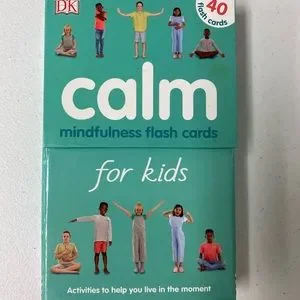 DK
40
flash cards
calm
mindfulness flash cards
for kids
Activities to help you live in the moment